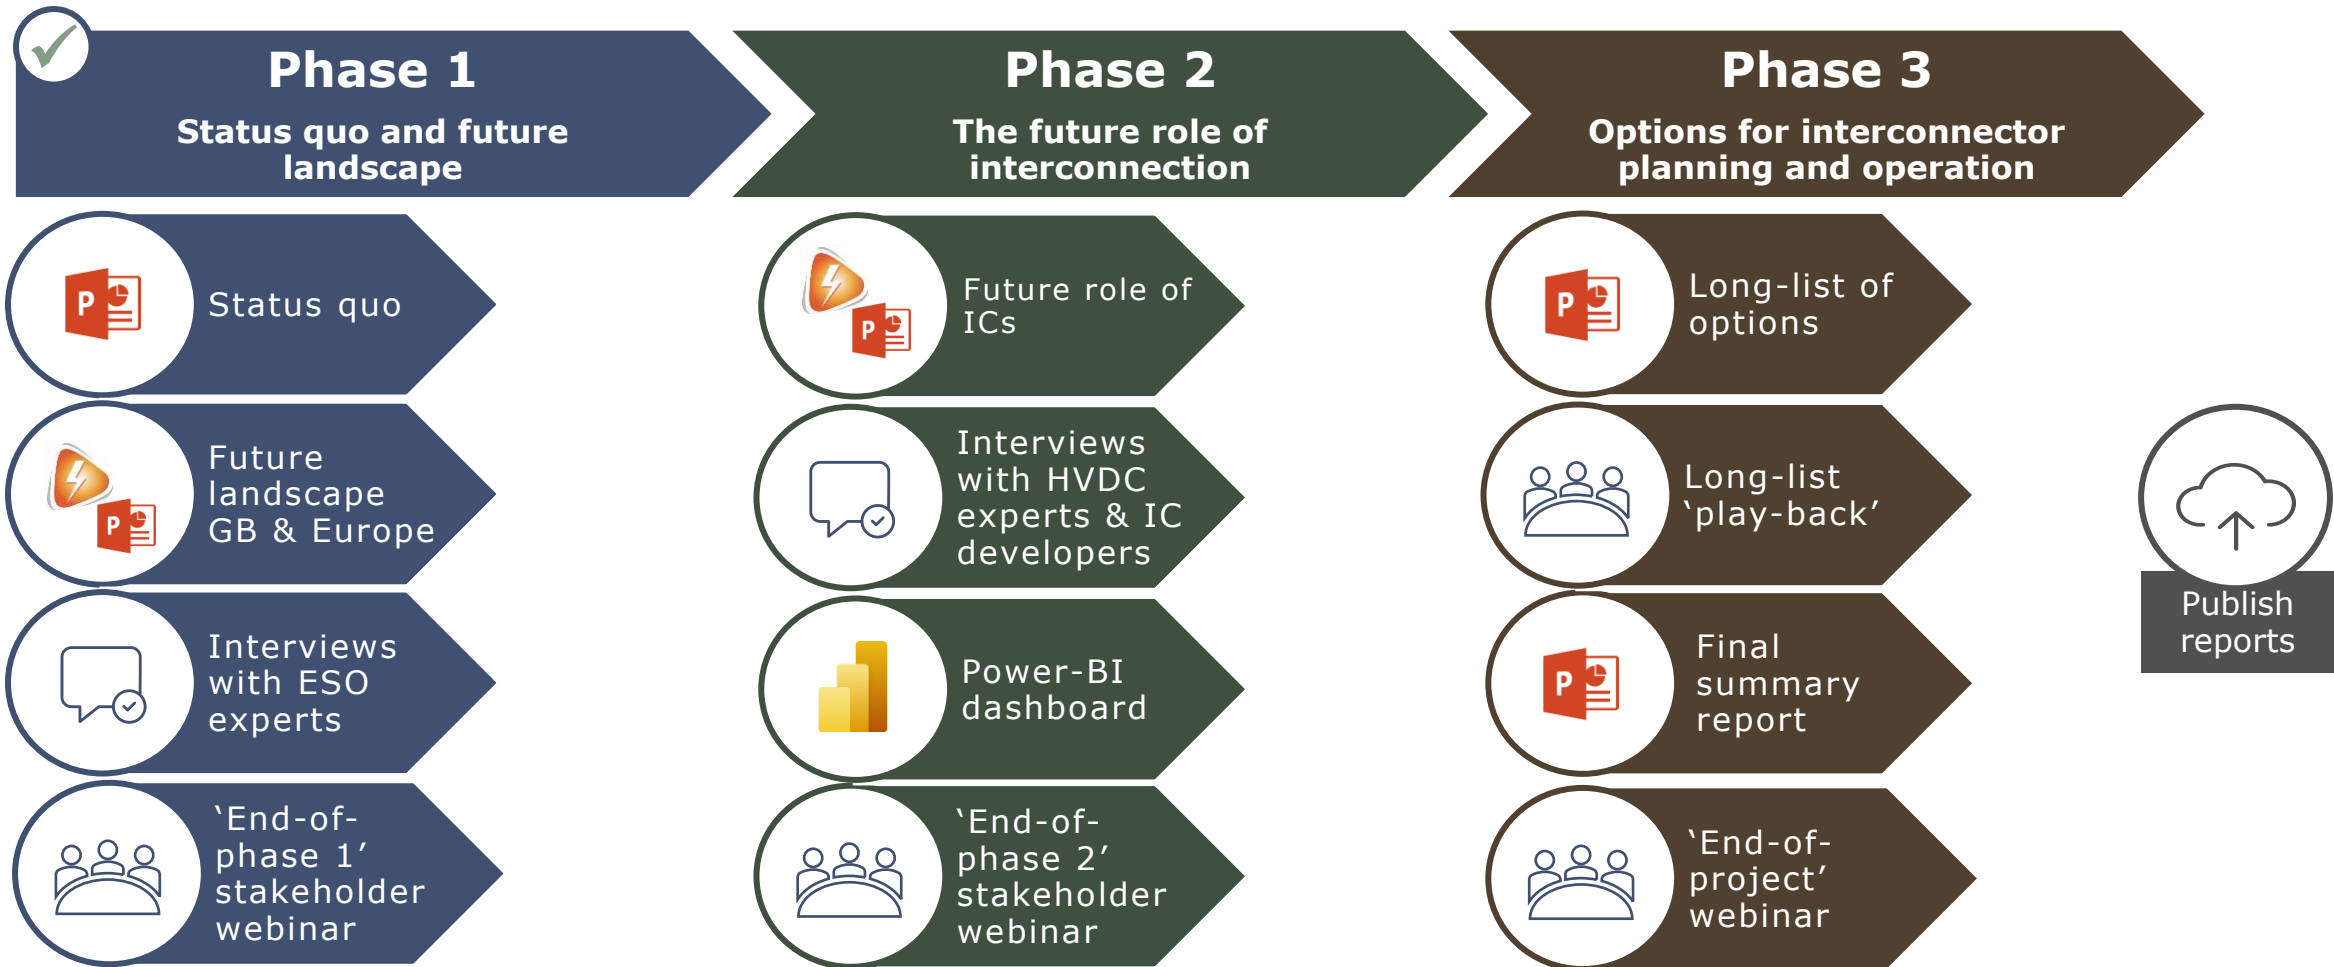 Phase 1
Status quo and future
landscape
P
Status quo
P
Future
landscape
GB & Europe
Interviews
with ESO
experts
‘End-of-
phase 1’
stakeholder
webinar
Phase 2
The future role of
interconnection
P
Future role of
ICs
Interviews
with HVDC
experts & IC
developers
Power-BI
dashboard
‘End-of-
phase 2’
stakeholder
webinar
Phase 3
Options for interconnector
planning and operation
P
Long-list of
options
Long-list
‘play-back’
P
Final
summary
report
‘End-of-
project’
webinar
Publish
reports